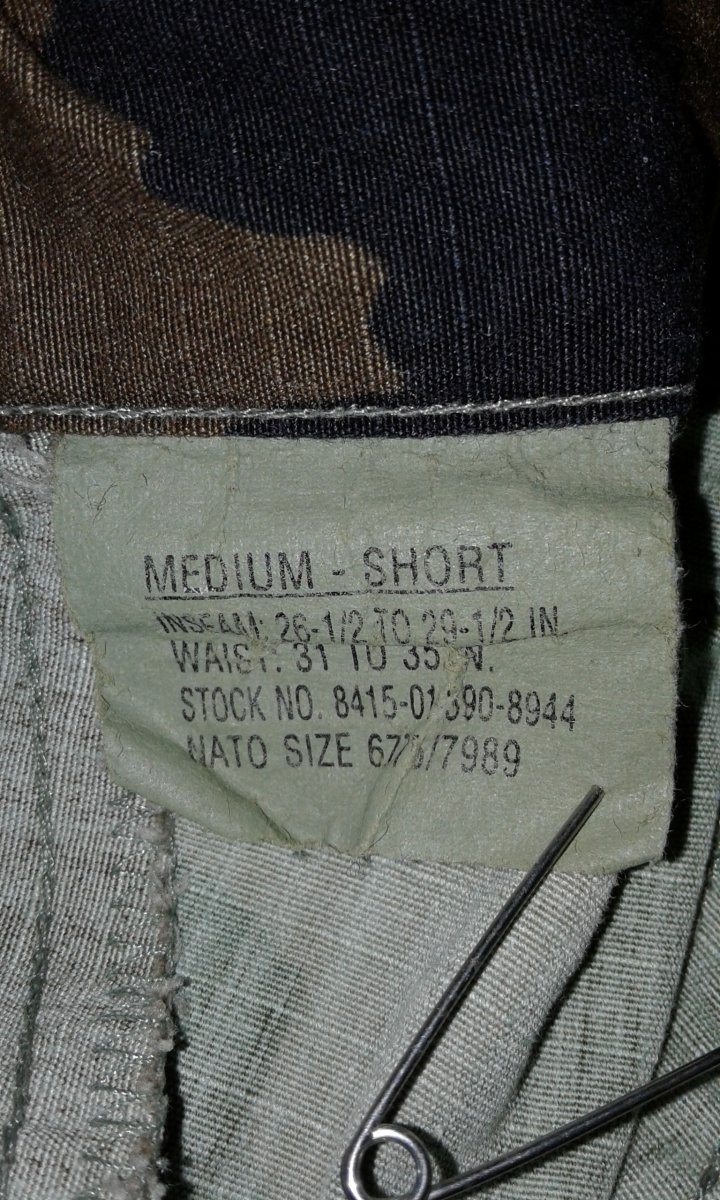 MEDIUM - SHORT
INSEAM: 26-1/2 TO 29-1/2 IN.
WAIST: 31 TO 35 IN.
STOCK NO. 8415-01-390-8944
NATO SIZE